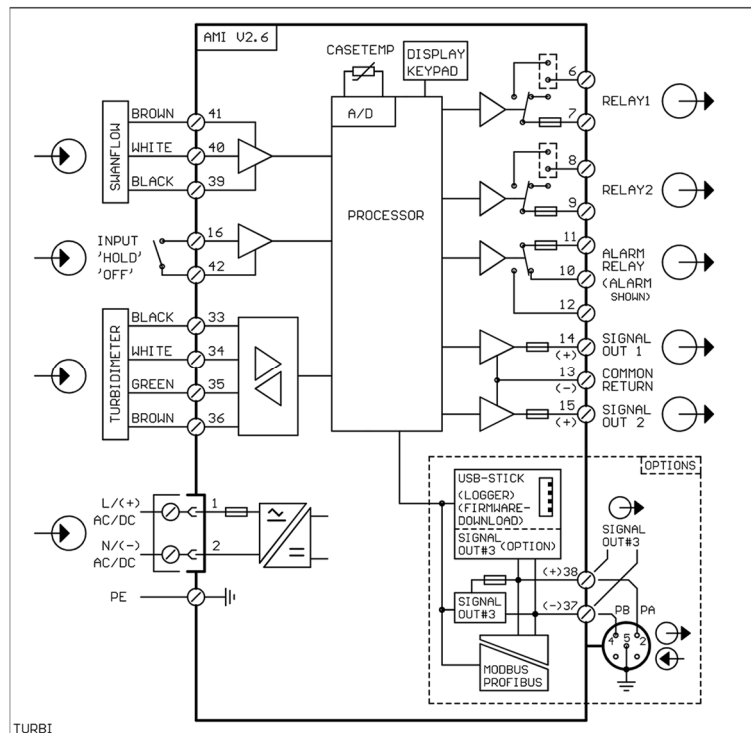 AMI V2.6
CASETEMP
DISPLAY
KEYPAD
A/D
PROCESSOR
SWANFLOW
BROWN 41
WHITE 40
BLACK 39
INPUT
'HOLD'
'OFF'
16
42
TURBIDIMETER
BLACK 33
WHITE 34
GREEN 35
BROWN 36
L/(+)
AC/DC
1
N/(-)
AC/DC
2
PE
6
RELAY1
7
8
RELAY2
9
11
ALARM
RELAY
10
(ALARM
SHOWN)
12
14
(+)
SIGNAL
OUT 1
13
(-)
COMMON
RETURN
15
(+)
SIGNAL
OUT 2
OPTIONS
USB-STICK
(LOGGER)
(FIRMWARE-
DOWNLOAD)
SIGNAL
OUT#3 (OPTION)
SIGNAL
OUT#3
(+)38
SIGNAL
OUT#3
(-)37
PB PA
4 5 2
MODBUS
PROFIBUS
TURBI